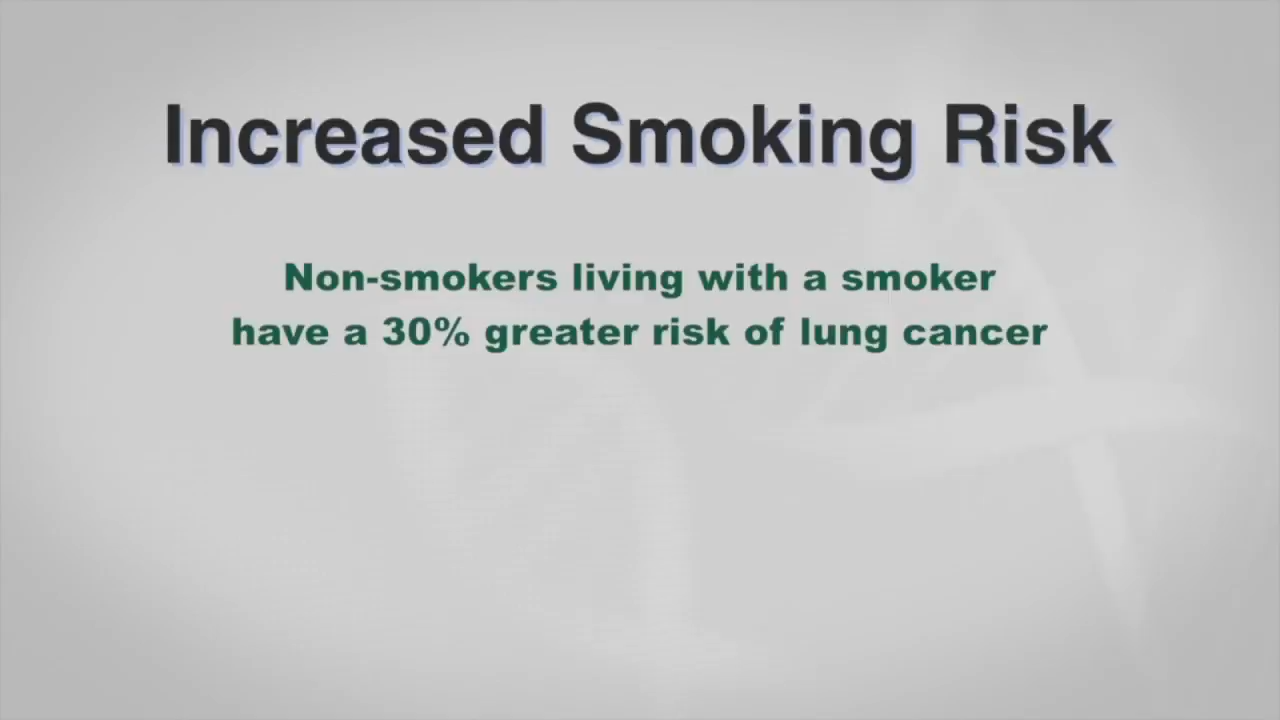 Increased Smoking Risk
Non-smokers living with a smoker
have a 30% greater risk of lung cancer